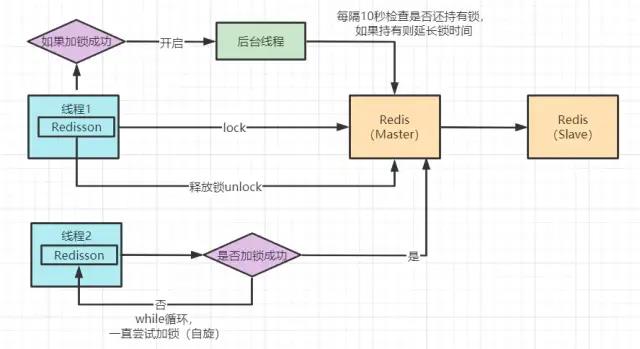 如果加锁成功
开启
后台线程
每隔10秒检查是否还持有锁,
如果持有则延长锁时间
线程1
Redisson
lock
Redis
(Master)
Redis
(Slave)
释放锁unlock
线程2
Redisson
是否加锁成功
是
否
while循环,
一直尝试加锁（自旋）